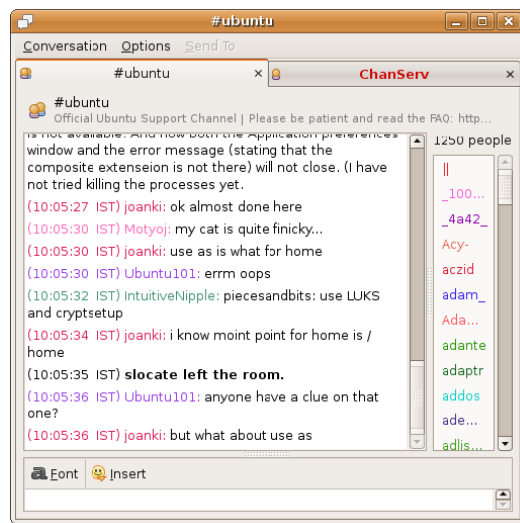 #ubuntu
Conversation Options Send To
#ubuntu × ChanServ ×
#ubuntu
Official Ubuntu Support Channel | Please be patient and read the FAQ: http...
1250 people
is not available. And now both the Application preferences
window and the error message (stating that the
composite extenseion is not there) will not close. (I have
not tried killing the processes yet.
(10:05:27 IST) joanki: ok almost done here
(10:05:30 IST) Motyoj: my cat is quite finicky...
(10:05:30 IST) joanki: use as is what for home
(10:05:30 IST) Ubuntu101: errm oops
(10:05:32 IST) IntuitiveNipple: piecesandbits: use LUKS
and cryptsetup
(10:05:34 IST) joanki: i know moint point for home is /
home
(10:05:35 IST) slocate left the room.
(10:05:36 IST) Ubuntu101: anyone have a clue on that
one?
(10:05:36 IST) joanki: but what about use as
||
_100...
_4a42_
Acy-
aczid
adam_
Ada...
adante
adaptr
addos
ade...
adlis...
Font Insert